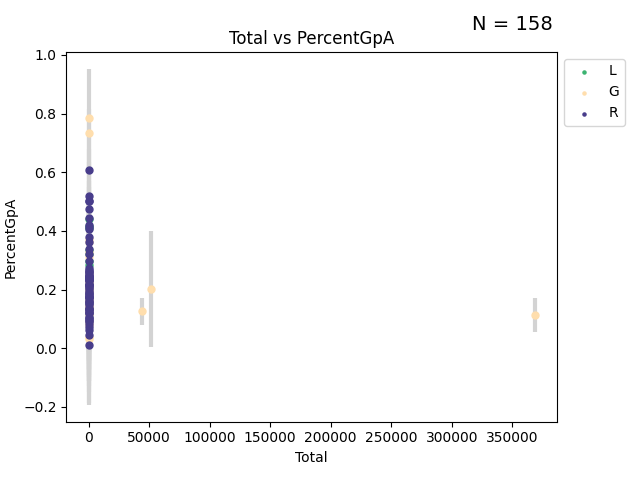 N = 158
Total vs PercentGpA
1.0
0.8
0.6
0.4
0.2
0.0
−0.2
PercentGpA
0 50000 100000 150000 200000 250000 300000 350000
Total
L
G
R